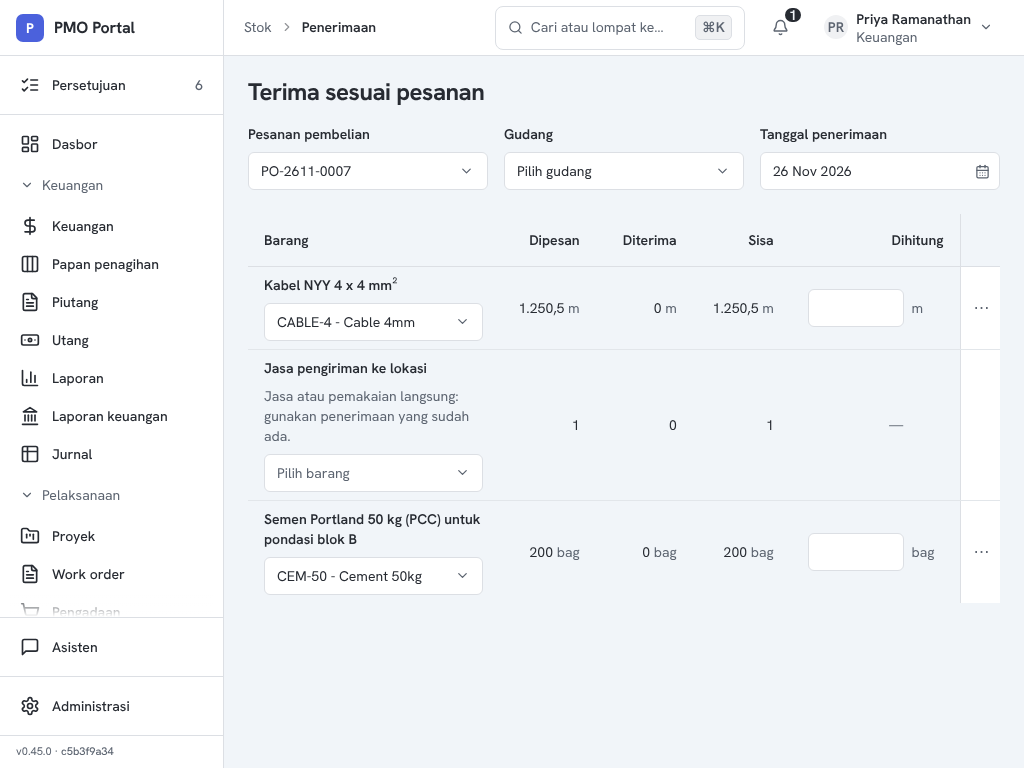 P PMO Portal
Stok > Penerimaan
Cari atau lompat ke...
⌘K
1
PR
Priya Ramanathan
Keuangan
Persetujuan 6
Dasbor
Keuangan
Keuangan
Papan penagihan
Piutang
Utang
Laporan
Laporan keuangan
Jurnal
Pelaksanaan
Proyek
Work order
Pengadaan
Asisten
Administrasi
v0.45.0 · c5b3f9a34
Terima sesuai pesanan
Pesanan pembelian Gudang Tanggal penerimaan
PO-2611-0007 Pilih gudang 26 Nov 2026
Barang Dipesan Diterima Sisa Dihitung
Kabel NYY 4 x 4 mm²
CABLE-4 - Cable 4mm 1.250,5 m 0 m 1.250,5 m m ...
Jasa pengiriman ke lokasi
Jasa atau pemakaian langsung:
gunakan penerimaan yang sudah
ada.
1 0 1 —
Pilih barang
Semen Portland 50 kg (PCC) untuk
pondasi blok B
200 bag 0 bag 200 bag bag ...
CEM-50 - Cement 50kg